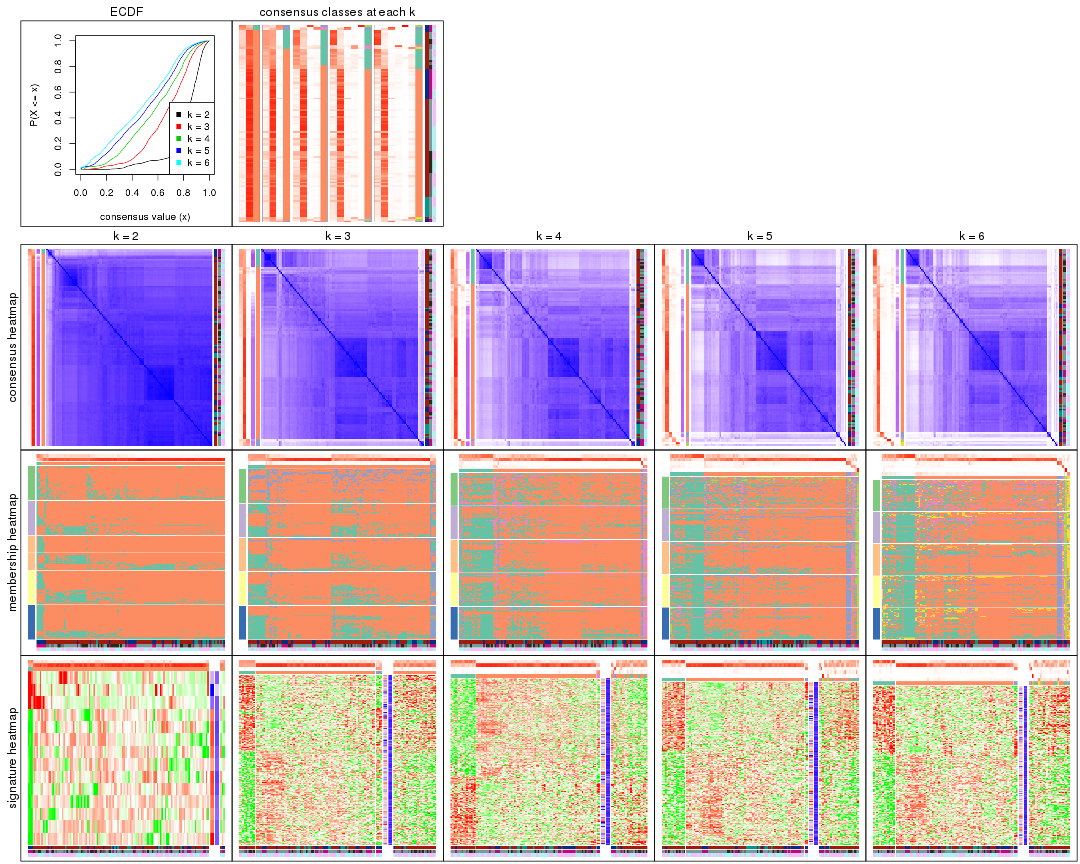 ECDF
consensus classes at each k
P(X <= x)
0.0 0.2 0.4 0.6 0.8 1.0
k = 2
k = 3
k = 4
k = 5
k = 6
0.0 0.2 0.4 0.6 0.8 1.0
consensus value (x)
k = 2
k = 3
k = 4
k = 5
k = 6
consensus heatmap
membership heatmap
signature heatmap